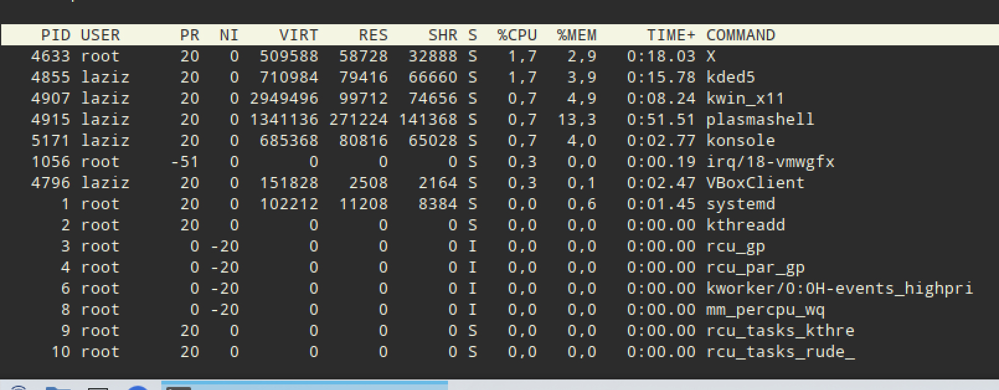 PID USER PR NI VIRT RES SHR S %CPU %MEM TIME+ COMMAND
4633 root 20 0 509588 58728 32888 S 1,7 2,9 0:18.03 X
4855 laziz 20 0 710984 79416 66660 S 1,7 3,9 0:15.78 kded5
4907 laziz 20 0 2949496 99712 74656 S 0,7 4,9 0:08.24 kwin_x11
4915 laziz 20 0 1341136 271224 141368 S 0,7 13,3 0:51.51 plasmashell
5171 laziz 20 0 685368 80816 65028 S 0,7 4,0 0:02.77 konsole
1056 root -51 0 0 0 0 S 0,3 0,0 0:00.19 irq/18-vmwgfx
4796 laziz 20 0 151828 2508 2164 S 0,3 0,1 0:02.47 VBoxClient
1 root 20 0 102212 11208 8384 S 0,0 0,6 0:01.45 systemd
2 root 20 0 0 0 0 S 0,0 0,0 0:00.00 kthreadd
3 root 0 -20 0 0 0 I 0,0 0,0 0:00.00 rcu_gp
4 root 0 -20 0 0 0 I 0,0 0,0 0:00.00 rcu_par_gp
6 root 0 -20 0 0 0 I 0,0 0,0 0:00.00 kworker/0:0H-events_highpri
8 root 0 -20 0 0 0 I 0,0 0,0 0:00.00 mm_percpu_wq
9 root 20 0 0 0 0 S 0,0 0,0 0:00.00 rcu_tasks_kthre
10 root 20 0 0 0 0 S 0,0 0,0 0:00.00 rcu_tasks_rude_